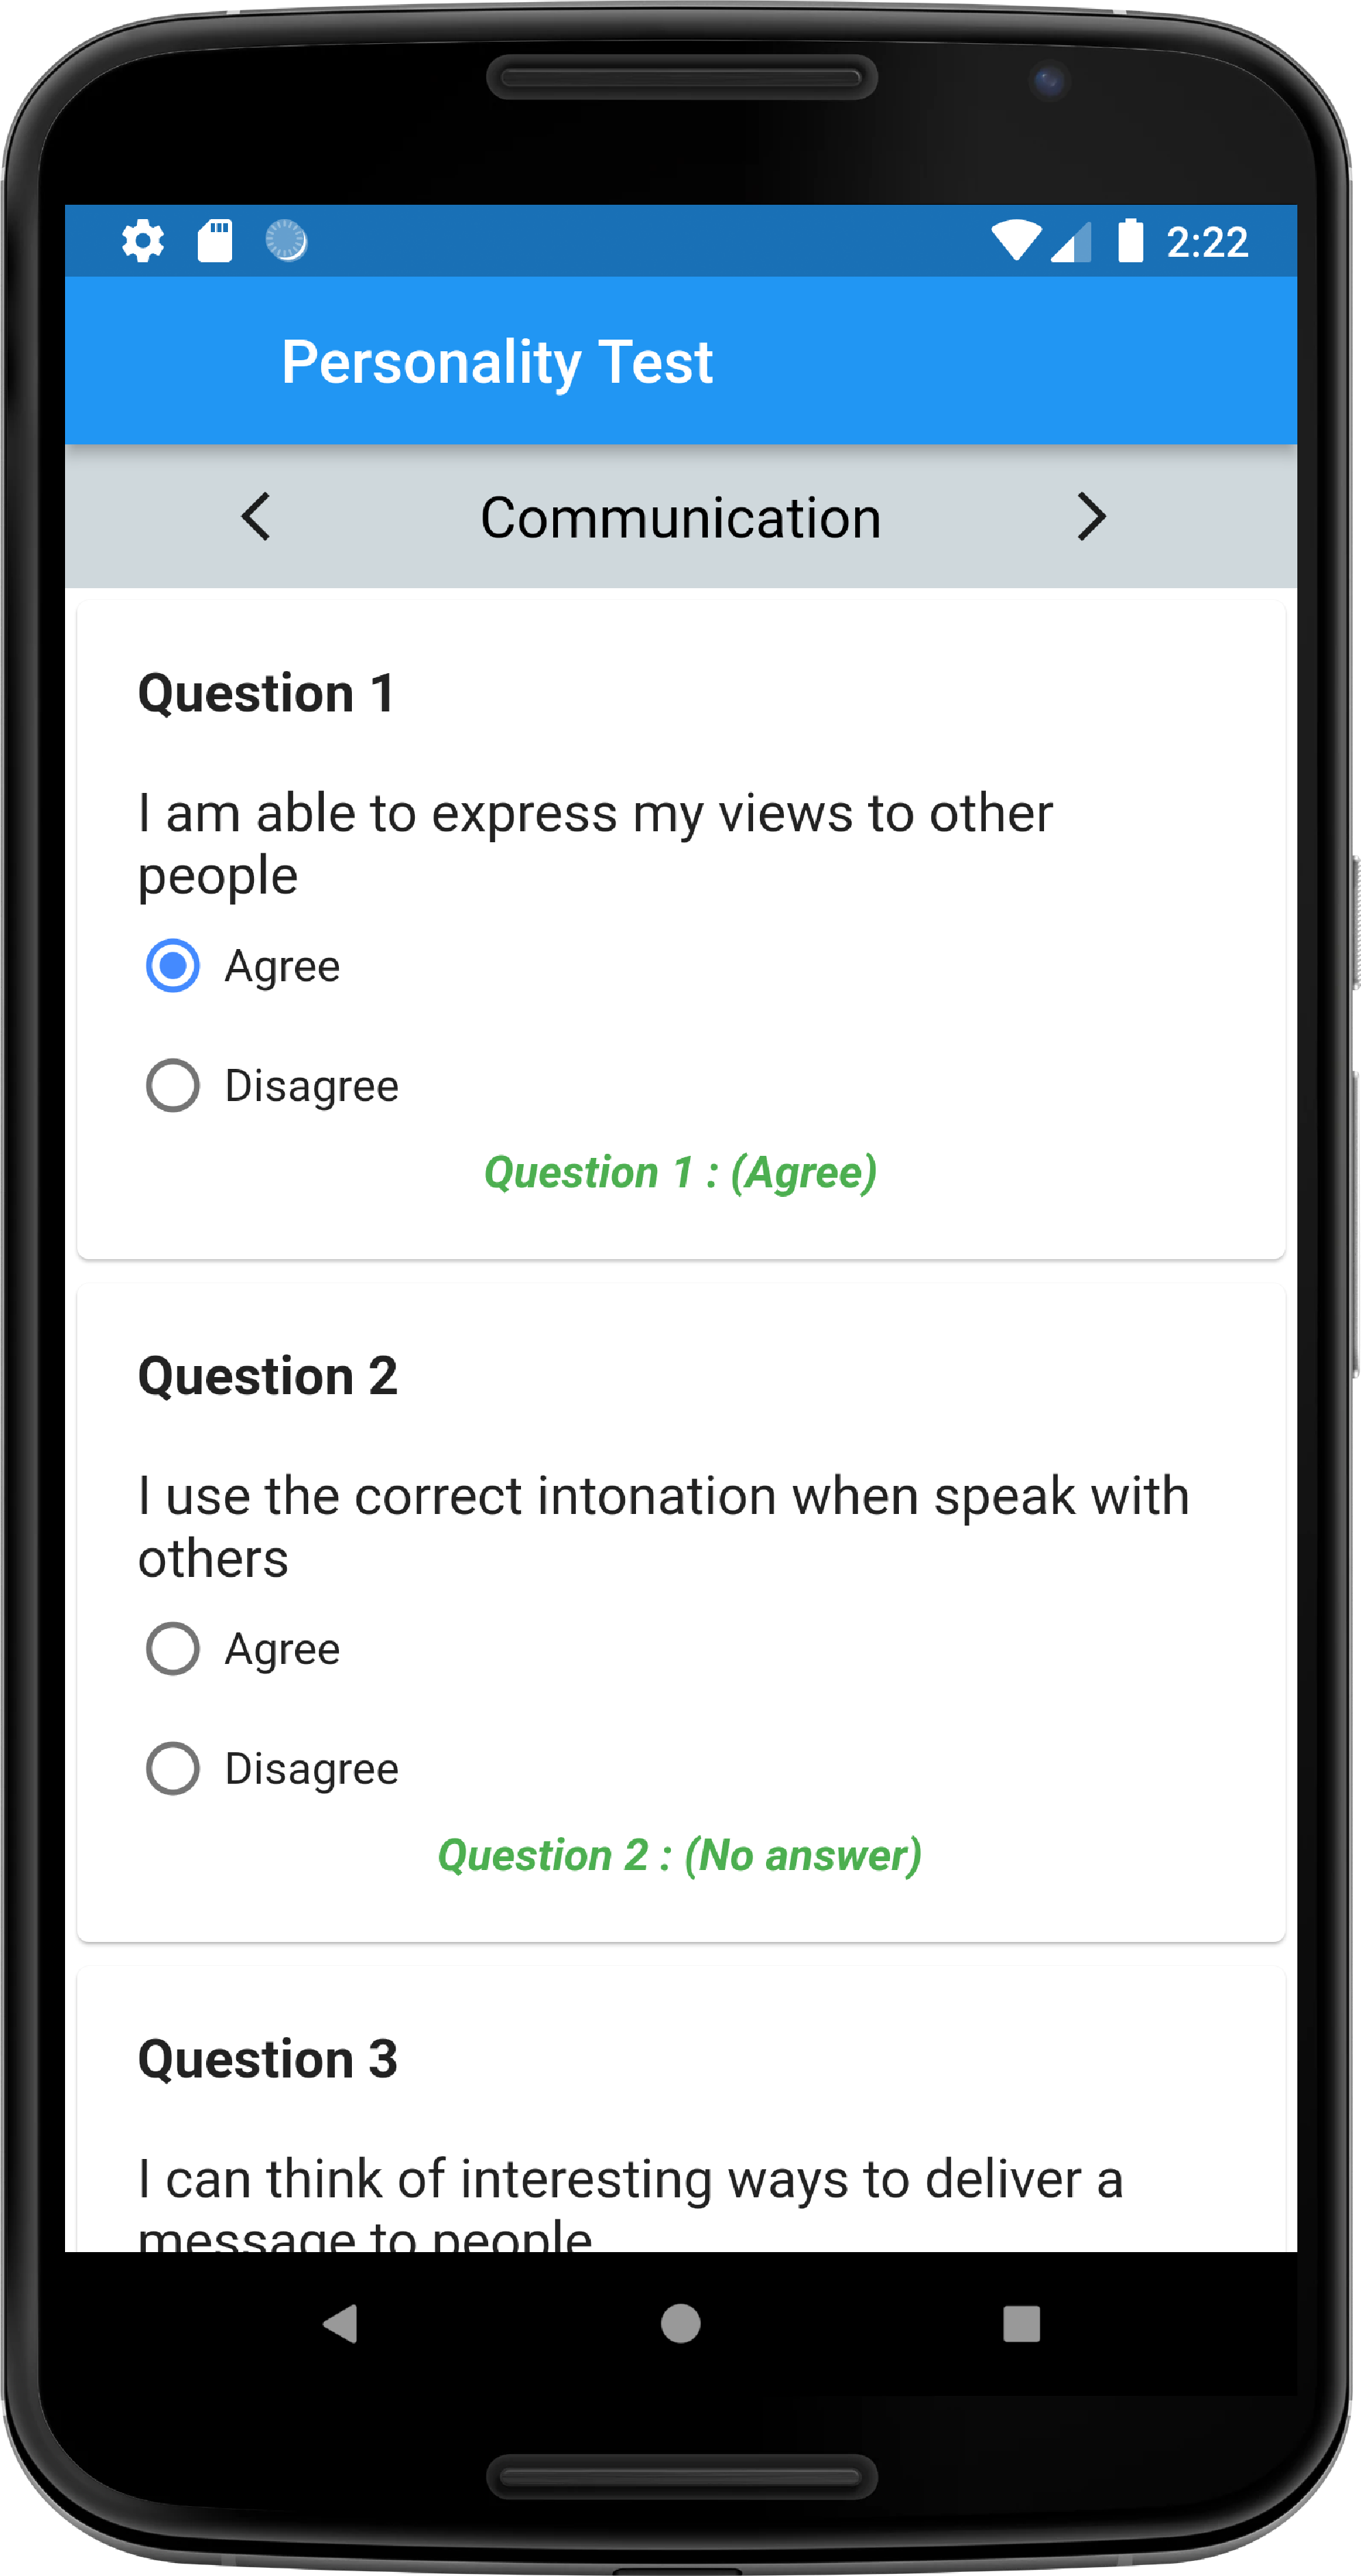 2:22
Personality Test
Communication
Question 1
I am able to express my views to other
people
Agree
Disagree
Question 1 : (Agree)
Question 2
I use the correct intonation when speak with
others
Agree
Disagree
Question 2 : (No answer)
Question 3
I can think of interesting ways to deliver a
message to people